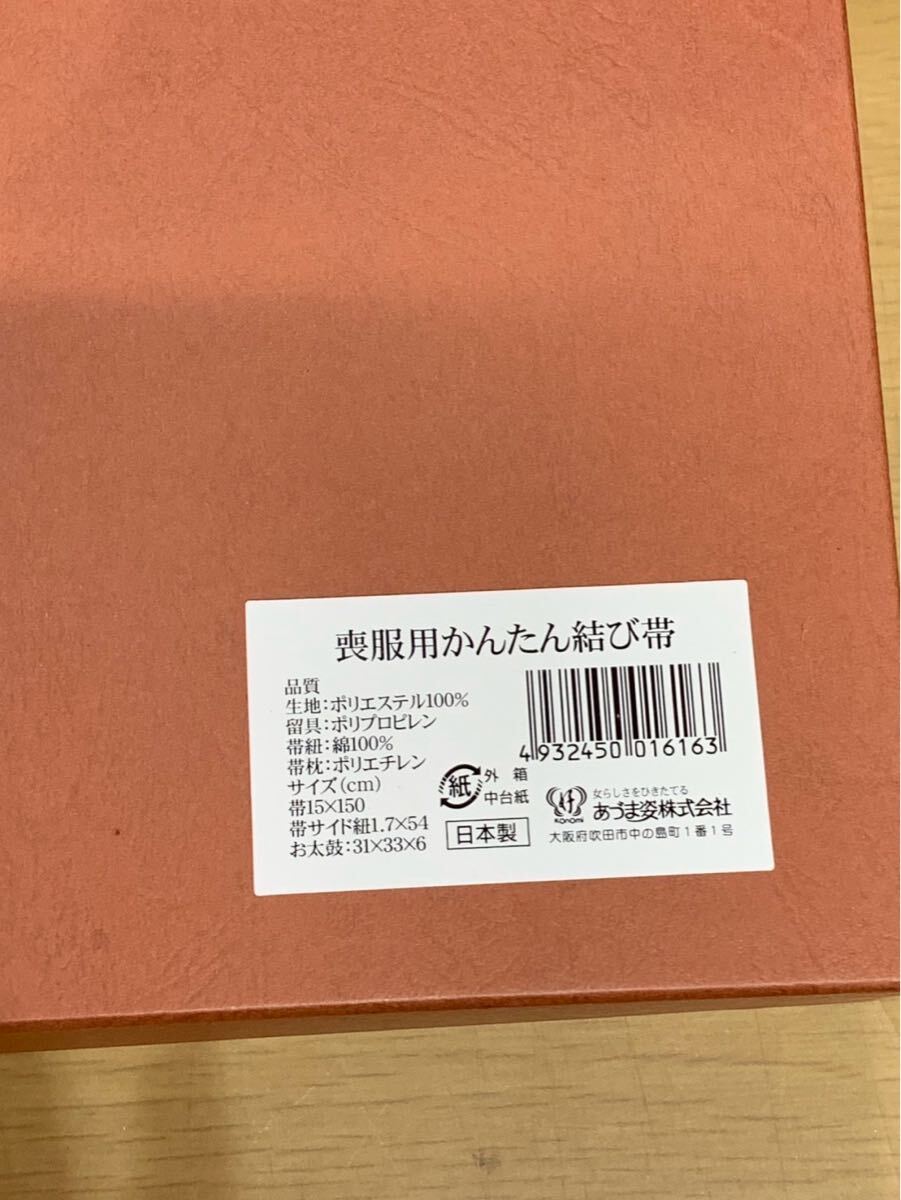 喪服用かんたん結び帯
品質
生地:ポリエステル100%
留具:ポリプロピレン
帯紐:綿100%
帯枕:ポリエチレン
サイズ(cm)
帯15×150
帯サイド紐1.7×54
お太鼓:31×33×6
4932450016163
紙
外箱
中台紙
日本製
Konomi
女らしさをひきたてる
あづま姿株式会社
大阪府吹田市中の島町1番1号